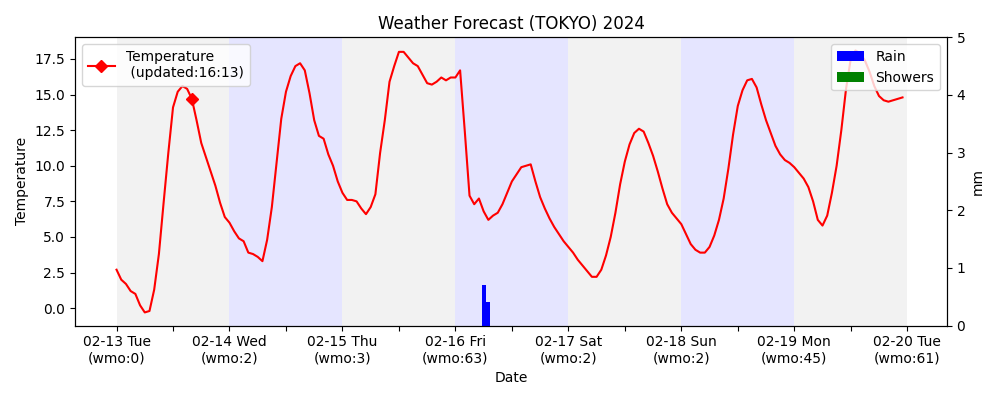 Weather Forecast (TOKYO) 2024
Temperature
(updated:16:13)
Rain
Showers
Temperature
17.5
15.0
12.5
10.0
7.5
5.0
2.5
0.0
5
4
3
2
1
0
mm
02-13 Tue
(wmo:0)
02-14 Wed
(wmo:2)
02-15 Thu
(wmo:3)
02-16 Fri
(wmo:63)
02-17 Sat
(wmo:2)
02-18 Sun
(wmo:2)
02-19 Mon
(wmo:45)
02-20 Tue
(wmo:61)
Date